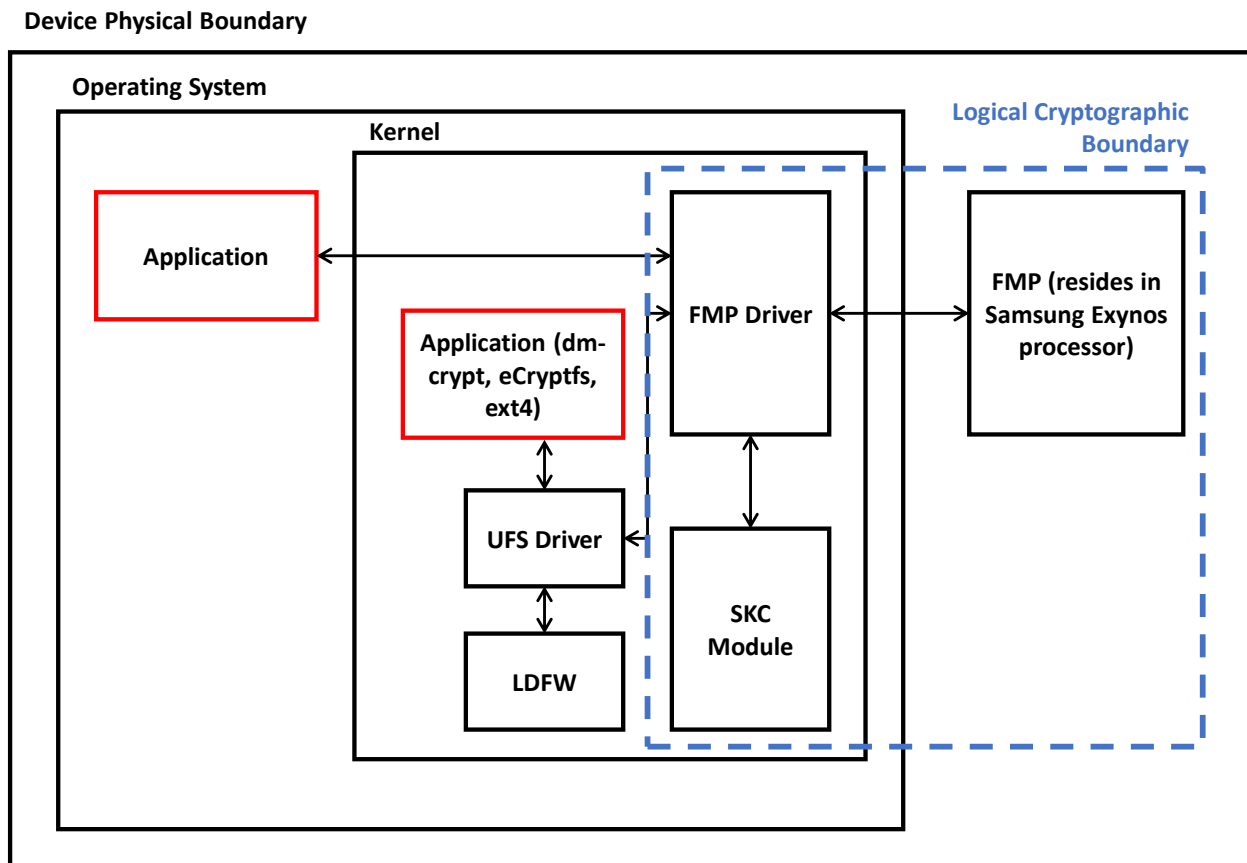 Device Physical Boundary
Operating System
Kernel
Logical Cryptographic
Boundary
Application
FMP Driver
FMP (resides in
Samsung Exynos
processor)
Application (dm-
crypt, eCryptfs,
ext4)
UFS Driver
SKC
Module
LDFW